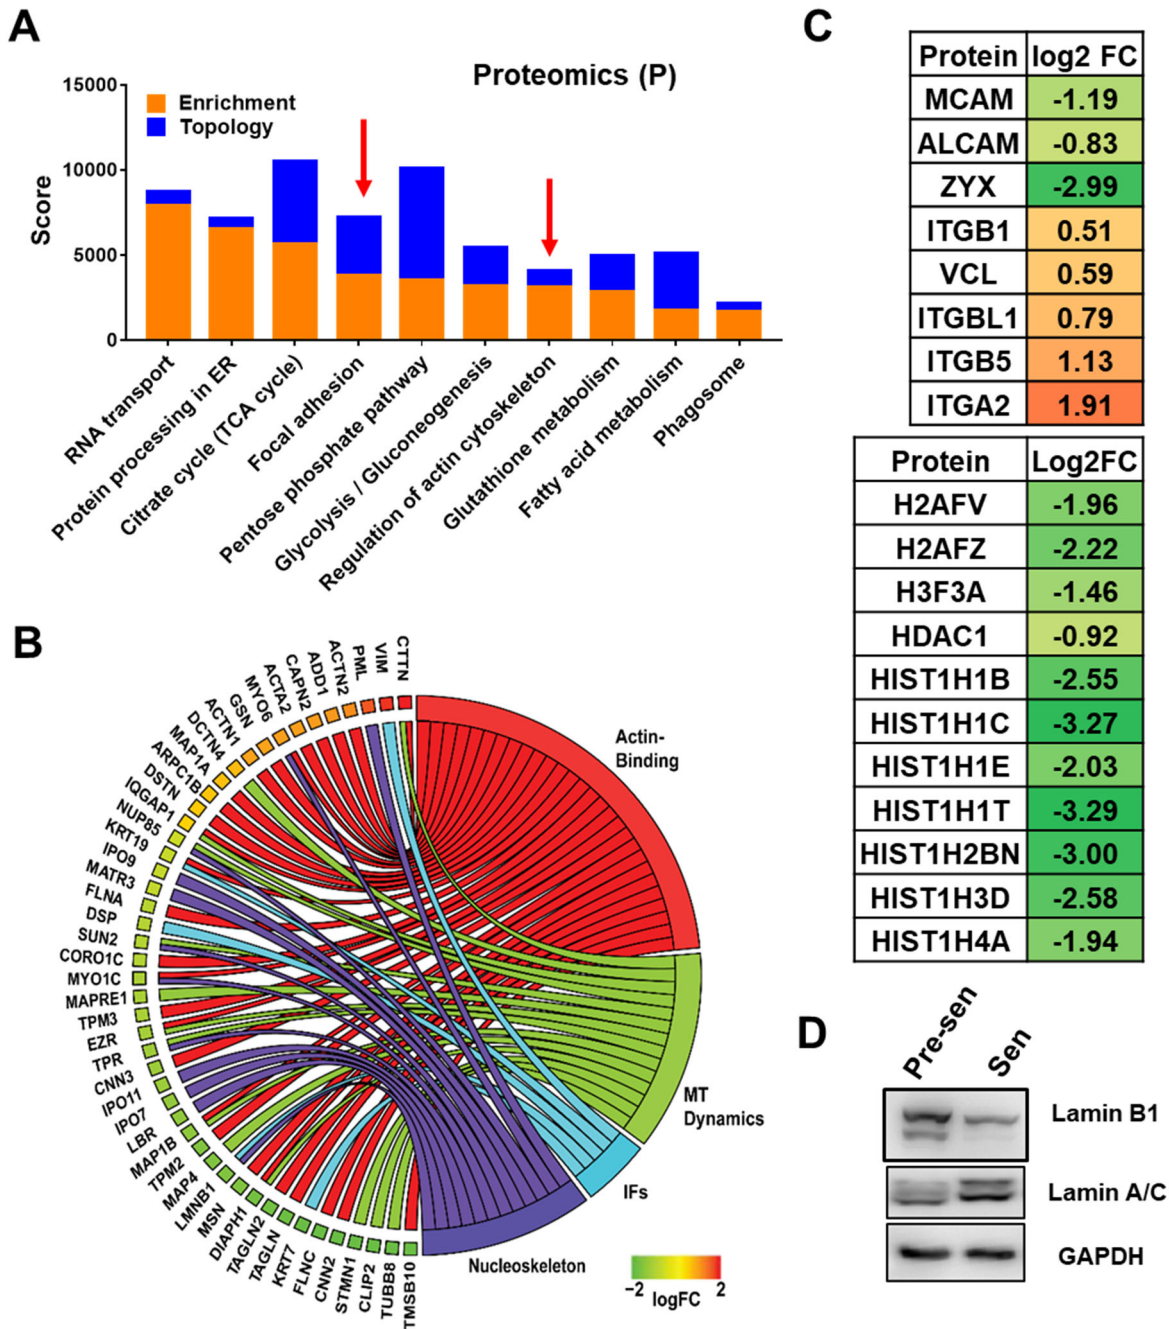 A
Proteomics (P)
15000
10000
5000
0
Score
Enrichment
Topology
RNA transport
Protein processing in ER
Citrate cycle (TCA cycle)
Focal adhesion
Pentose phosphate pathway
Glycolysis / Gluconeogenesis
Regulation of actin cytoskeleton
Glutathione metabolism
Fatty acid metabolism
Phagosome
B
CTTN
VIM
PML
ACTN2
ADD1
CAPN2
ACTA2
MYO6
GSN
ACTN1
DCTN4
MAP1A
ARPC1B
DSTN
IQGAP1
NUP85
KRT19
IPO9
MATR3
FLNA
DSP
SUN2
CORO1C
MYO1C
MAPRE1
TPM3
EZR
TPR
CNN3
IPO11
IPO7
LBR
MAP1B
TPM2
MAP4
LMNB1
MSN
DIAPH1
TAGLN2
TAGLN
KRT7
FLNC
CNN2
STMN1
CLIP2
TUBB8
TMSB10
Actin-
Binding
MT
Dynamics
IFs
Nucleoskeleton
−2 2
logFC
C
Protein log2 FC
MCAM -1.19
ALCAM -0.83
ZYX -2.99
ITGB1 0.51
VCL 0.59
ITGBL1 0.79
ITGB5 1.13
ITGA2 1.91
Protein Log2FC
H2AFV -1.96
H2AFZ -2.22
H3F3A -1.46
HDAC1 -0.92
HIST1H1B -2.55
HIST1H1C -3.27
HIST1H1E -2.03
HIST1H1T -3.29
HIST1H2BN -3.00
HIST1H3D -2.58
HIST1H4A -1.94
D
Pre-sen
Sen
Lamin B1
Lamin A/C
GAPDH